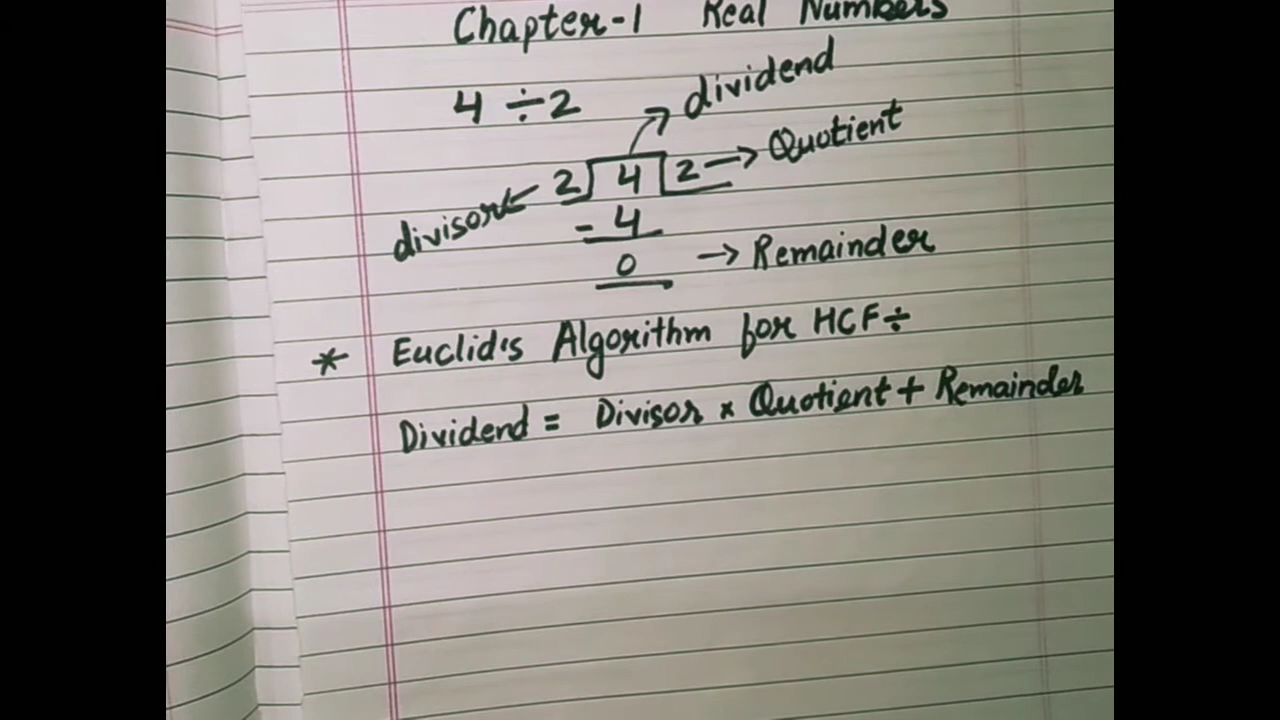 Chapter-1 Real Numbers
4 ÷ 2
dividend
Quotient
2 4 2
divisor
- 4
0 → Remainder
* Euclid's Algorithm for HCF÷
Dividend = Divisor × Quotient + Remainder